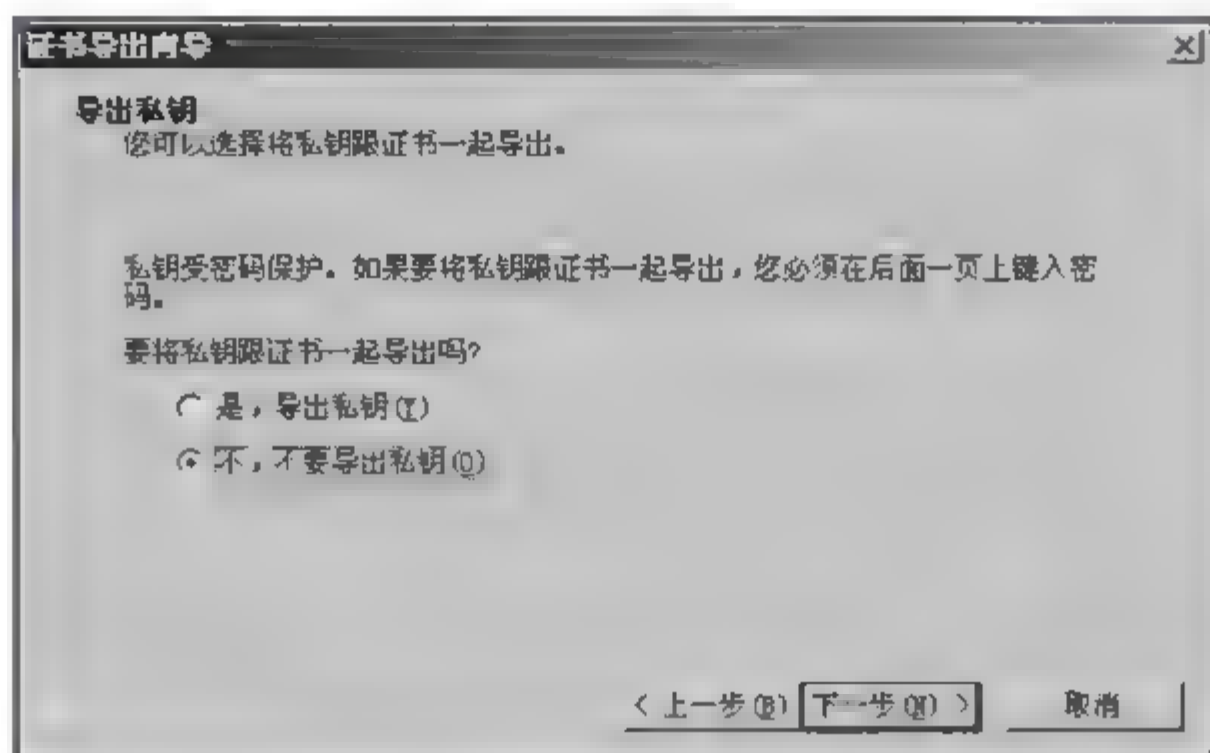 证书导出向导
导出私钥
您可以选择将私钥跟证书一起导出。
私钥受密码保护。如果要将私钥跟证书一起导出，您必须在后面一页上键入密
码。
要将私钥跟证书一起导出吗?
是，导出私钥(Y)
不，不要导出私钥(O)
< 上一步(B) 下一步(N) > 取消